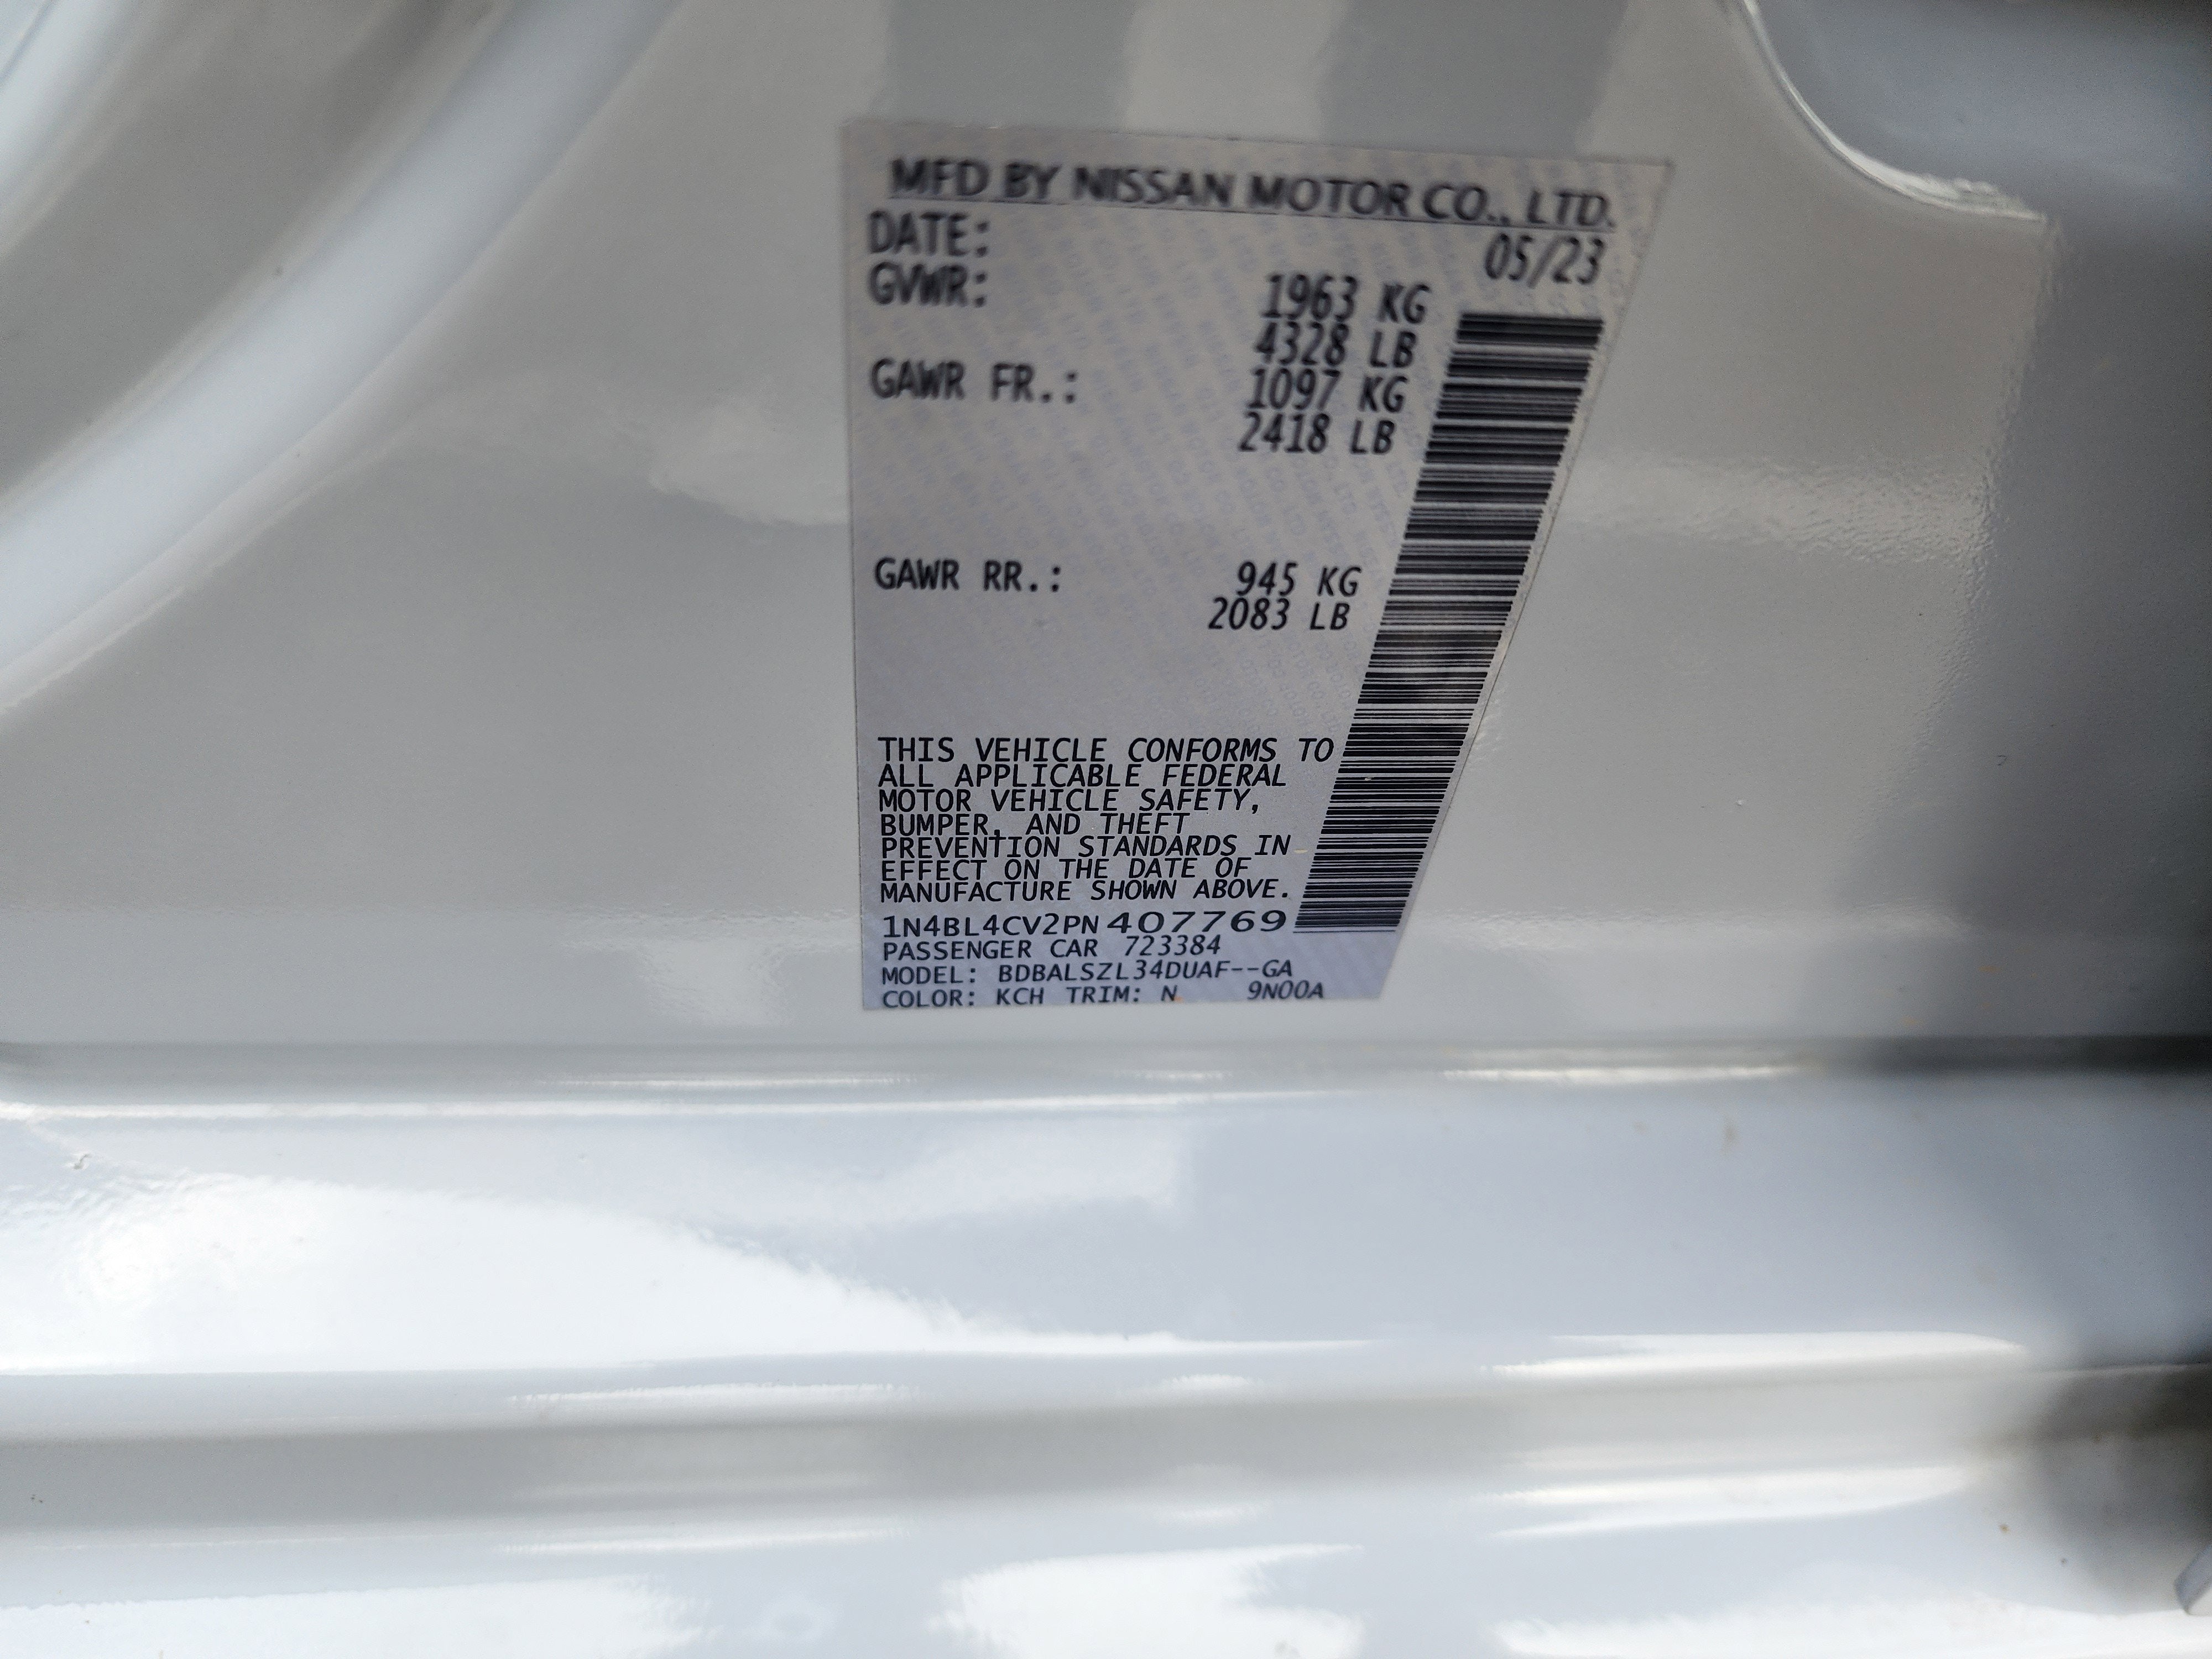 MFD BY NISSAN MOTOR CO., LTD.
DATE: 05/23
GVWR: 1963 KG
4328 LB
GAWR FR.: 1097 KG
2418 LB
GAWR RR.: 945 KG
2083 LB
THIS VEHICLE CONFORMS TO
ALL APPLICABLE FEDERAL
MOTOR VEHICLE SAFETY,
BUMPER, AND THEFT
PREVENTION STANDARDS IN
EFFECT ON THE DATE OF
MANUFACTURE SHOWN ABOVE.
1N4BL4CV2PN407769
PASSENGER CAR 723384
MODEL: BDBALSZL34DUAF--GA
COLOR: KCH TRIM: N 9N00A